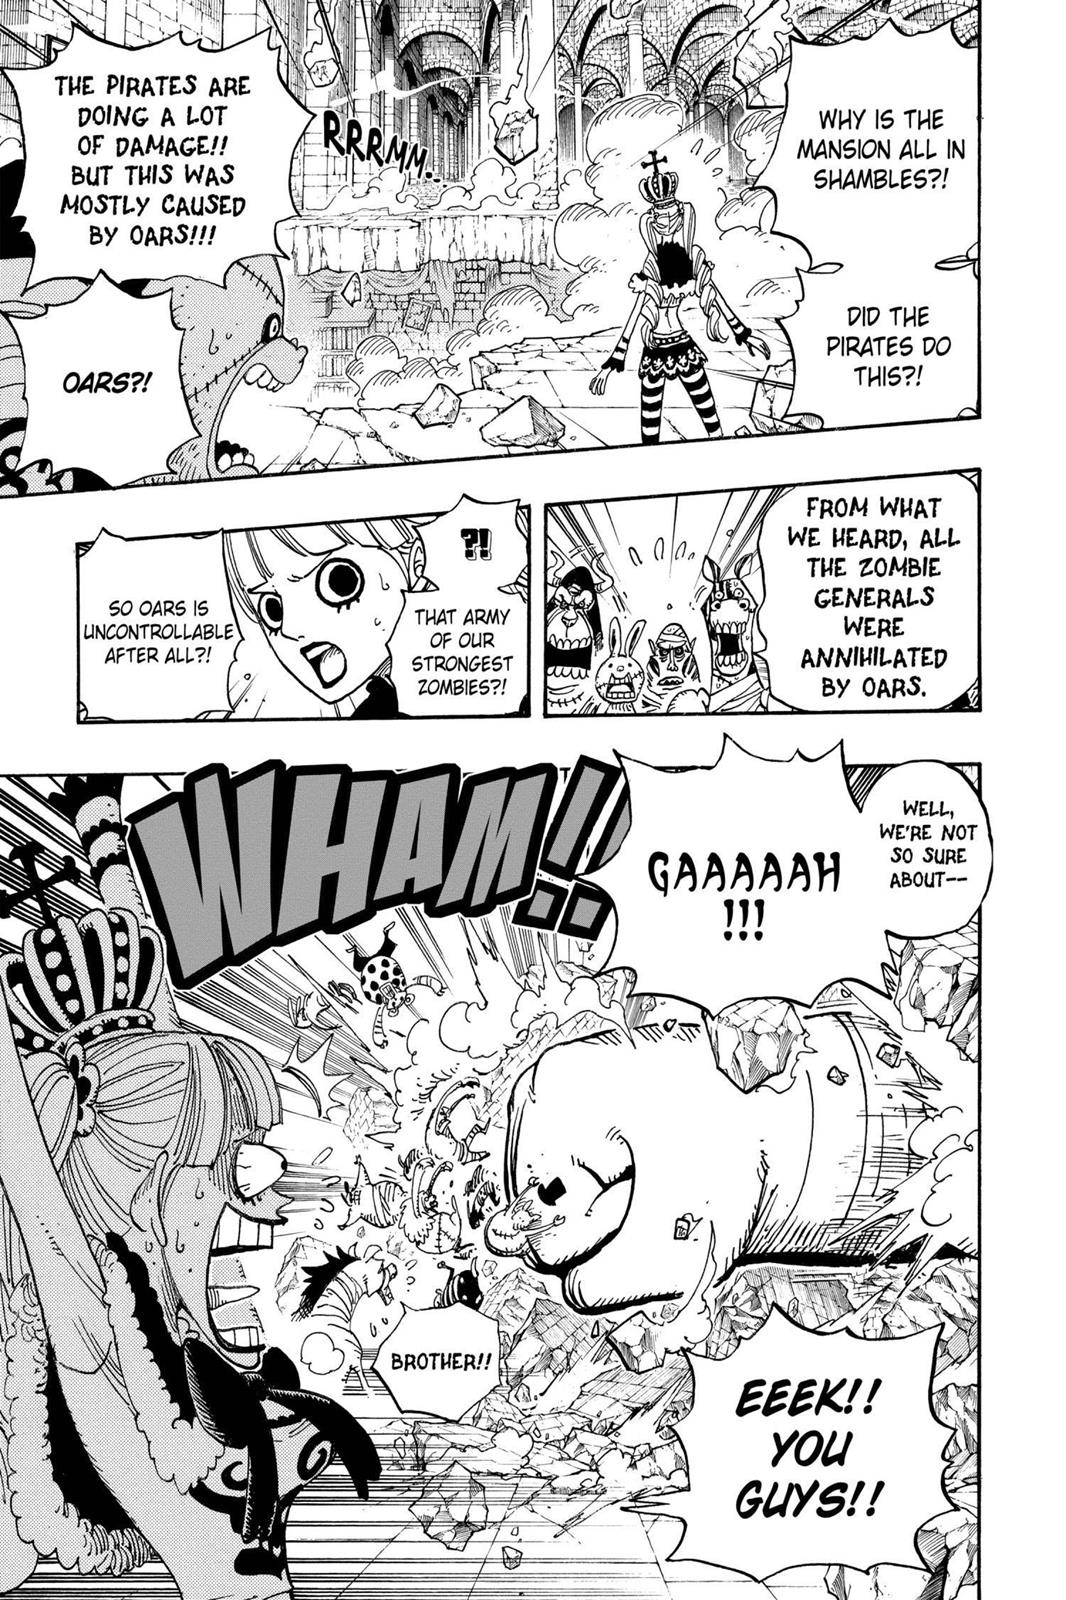 WHY IS THE
MANSION ALL IN
SHAMBLES?!
DID THE
PIRATES DO
THIS?!
RRRMM..
THE PIRATES ARE
DOING A LOT
OF DAMAGE!!
BUT THIS WAS
MOSTLY CAUSED
BY OARS!!!
OARS?!
FROM WHAT
WE HEARD, ALL
THE ZOMBIE
GENERALS
WERE
ANNIHILATED
BY OARS.
?!
THAT ARMY
OF OUR
STRONGEST
ZOMBIES?!
SO OARS IS
UNCONTROLLABLE
AFTER ALL?!
WELL,
WE'RE NOT
SO SURE
ABOUT--
GAAAAAH
!!!
WHAM!!
BROTHER!!
EEEK!!
YOU
GUYS!!